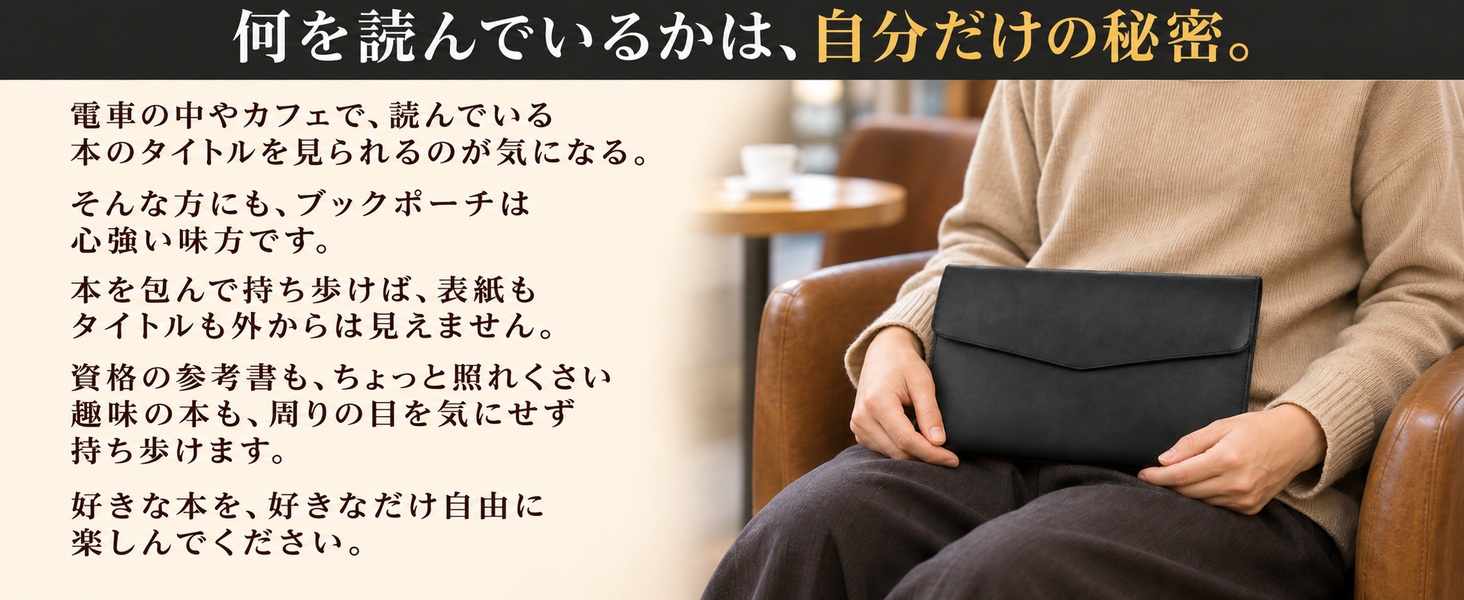 何を読んでいるかは、自分だけの秘密。
電車の中やカフェで、読んでいる
本のタイトルを見られるのが気になる。
そんな方にも、ブックポーチは
心強い味方です。
本を包んで持ち歩けば、表紙も
タイトルも外からは見えません。
資格の参考書も、ちょっと照れくさい
趣味の本も、周りの目を気にせず
持ち歩けます。
好きな本を、好きなだけ自由に
楽しんでください。